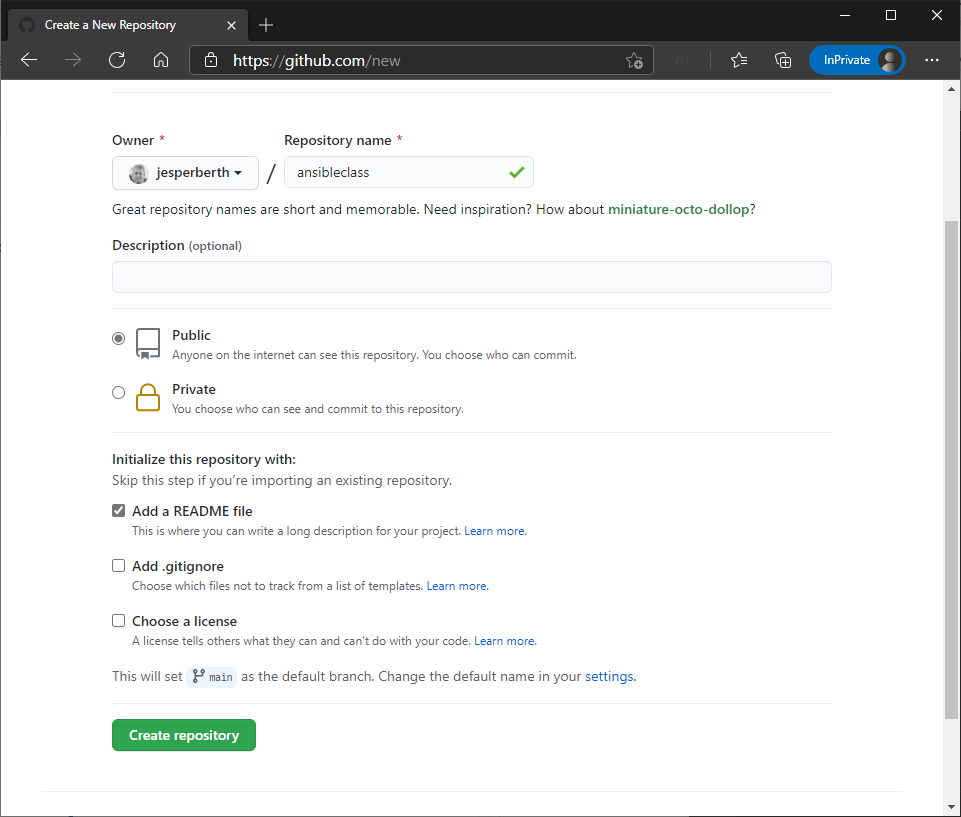 Create a New Repository
https://github.com/new
InPrivate
Owner *
Repository name *
jesperberth
/
ansibleclass
Great repository names are short and memorable. Need inspiration? How about miniature-octo-dollop?
Description (optional)
Public
Anyone on the internet can see this repository. You choose who can commit.
Private
You choose who can see and commit to this repository.
Initialize this repository with:
Skip this step if you’re importing an existing repository.
Add a README file
This is where you can write a long description for your project. Learn more.
Add .gitignore
Choose which files not to track from a list of templates. Learn more.
Choose a license
A license tells others what they can and can't do with your code. Learn more.
This will set main as the default branch. Change the default name in your settings.
Create repository